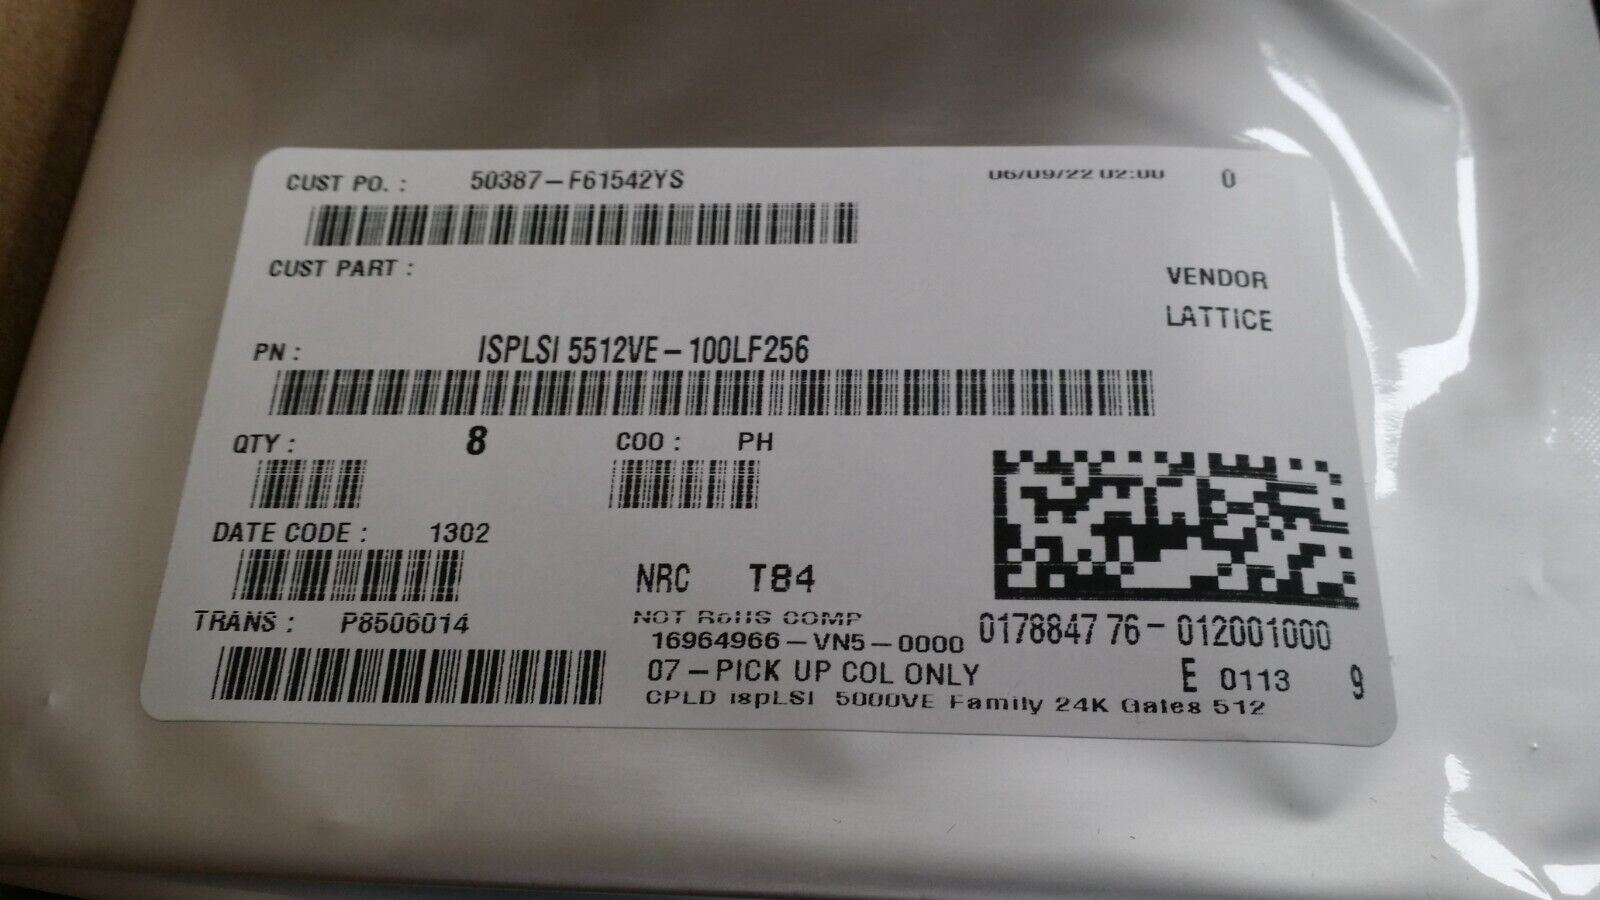 CUST PO. : 50387-F61542YS 06/09/22 02:00 0
CUST PART :
VENDOR
LATTICE
PN : ISPLSI 5512VE-100LF256
QTY : 8 COO : PH
DATE CODE : 1302
NRC T84
TRANS : P8506014
NOT RoHS COMP
16964966-VN5-0000
017884776-012001000
07-PICK UP COL ONLY
E 0113 9
CPLD ispLSI 5000VE Family 24K Gates 512